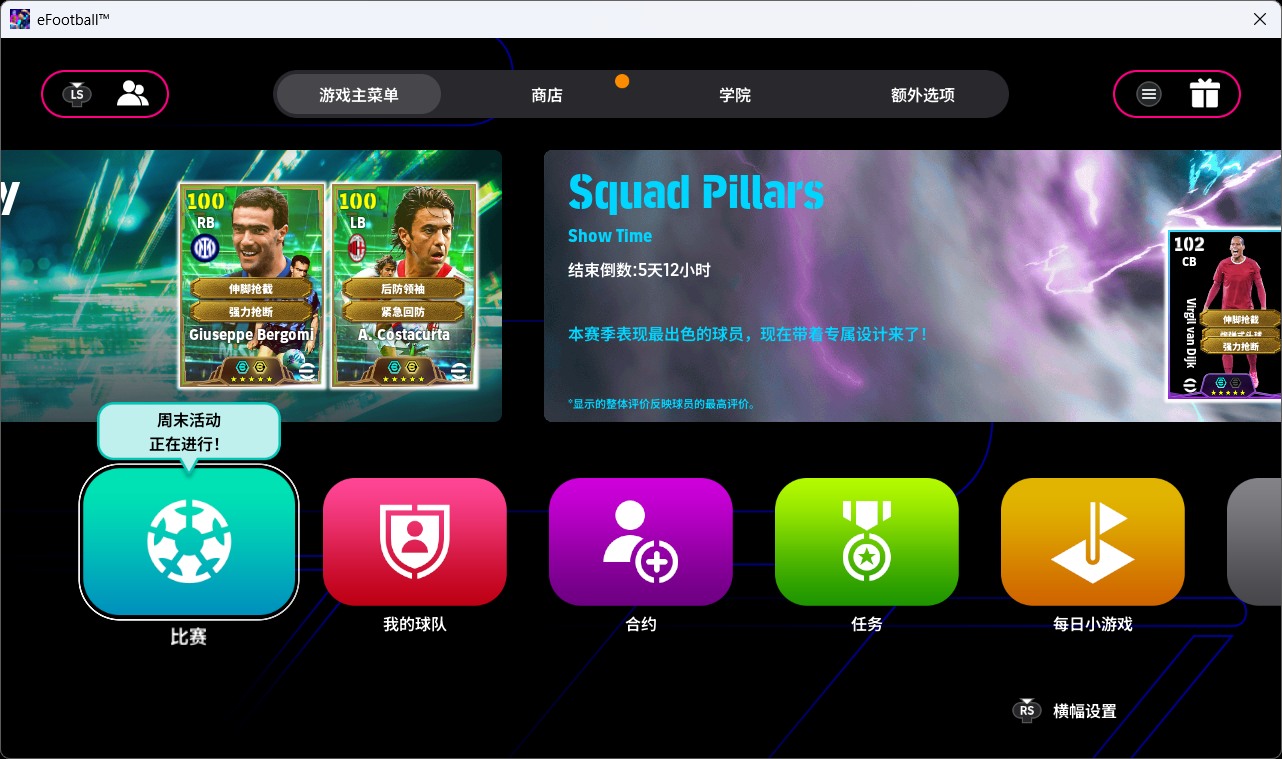 eFootball™
LS
游戏主菜单
商店
学院
额外选项
y
100
RB
伸脚抢截
强力抢断
Giuseppe Bergomi
100
LB
后防领袖
紧急回防
A. Costacurta
Squad Pillars
Show Time
结束倒数:5天12小时
本赛季表现最出色的球员，现在带着专属设计来了！
*显示的整体评价反映球员的最高评价。
102
CB
Virgil van Dijk
伸脚抢截
强力抢断
周末活动
正在进行！
比赛
我的球队
合约
任务
每日小游戏
RS
横幅设置